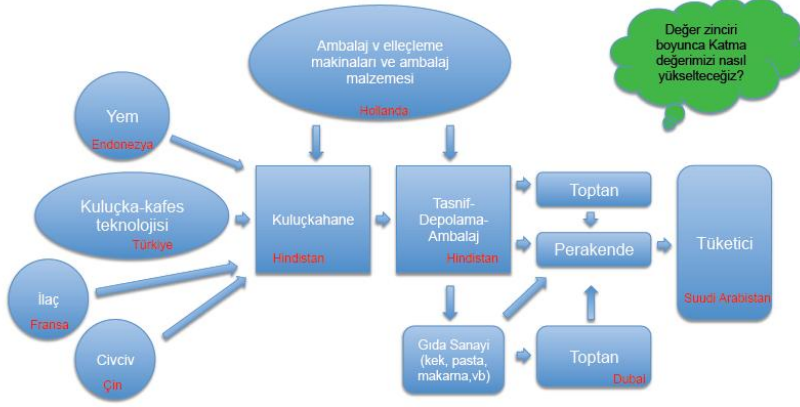 Değer zinciri
boyunca Katma
değerimizi nasıl
yükselteceğiz?
Ambalaj v elleçleme
makinaları ve ambalaj
malzemesi
Hollanda
Yem
Endonezya
Kuluçka-kafes
teknolojisi
Türkiye
İlaç
Fransa
Civciv
Çin
Kuluçkahane
Hindistan
Tasnif-
Depolama-
Ambalaj
Hindistan
Toptan
Perakende
Tüketici
Suudi Arabistan
Gıda Sanayi
(kek, pasta,
makarna,vb)
Toptan
Dubai